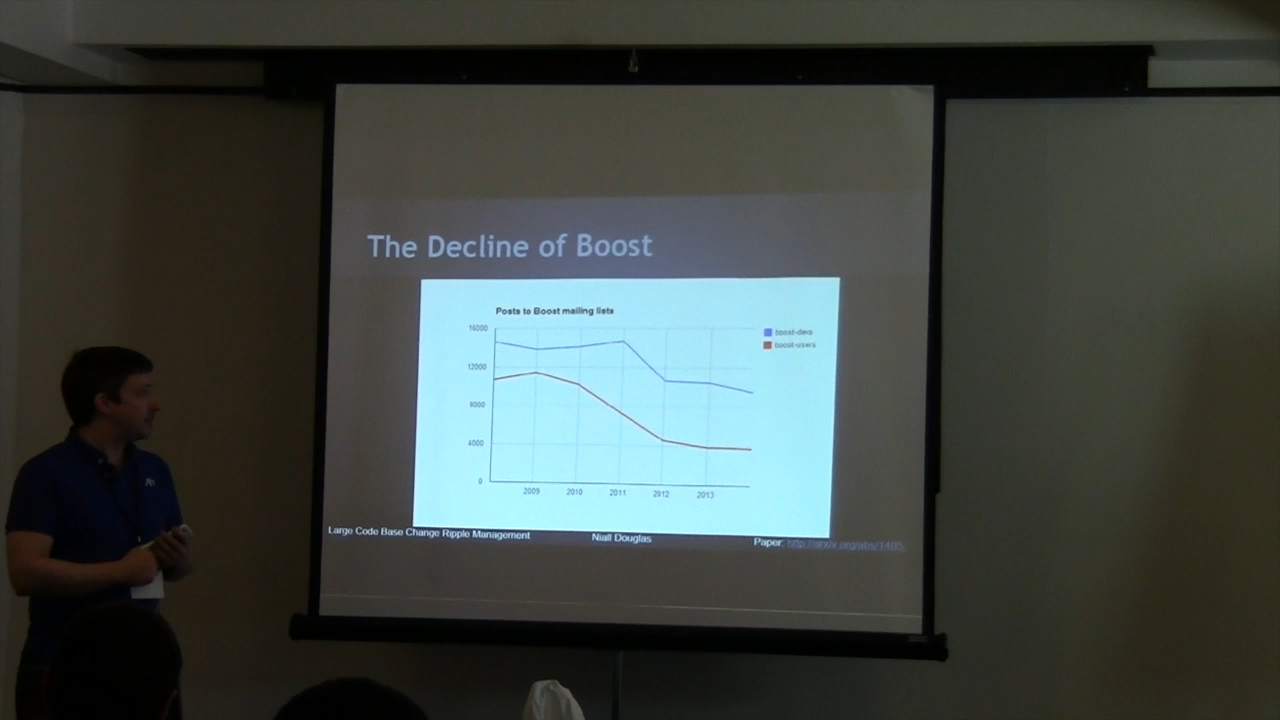 The Decline of Boost
Posts to Boost mailing lists
16000
12000
8000
4000
0
2009 2010 2011 2012 2013
boost-devs
boost-users
Large Code Base Change Ripple Management
Niall Douglas
Paper: http://arxiv.org/abs/1405.